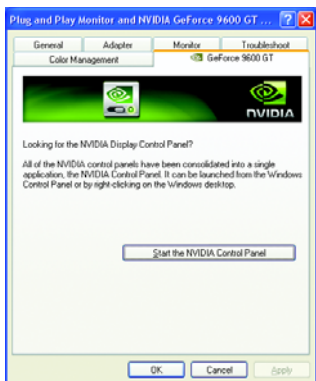 Plug and Play Monitor and NVIDIA GeForce 9600 GT ...
General Adapter Monitor Troubleshoot
Color Management GeForce 9600 GT
NVIDIA
Looking for the NVIDIA Display Control Panel?
All of the NVIDIA control panels have been consolidated into a single
application, the NVIDIA Control Panel. It can be launched from the Windows
Control Panel or by right-clicking on the Windows desktop.
Start the NVIDIA Control Panel
OK Cancel Apply